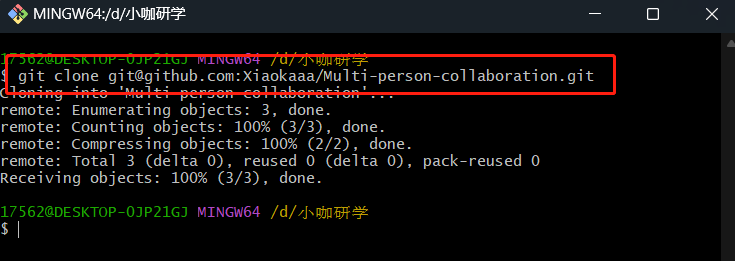 MINGW64:/d/小咖研学
17562@DESKTOP-OJP21GJ MINGW64 /d/小咖研学
$ git clone git@github.com:Xiaokaaa/Multi-person-collaboration.git
Cloning into 'Multi-person-collaboration'...
remote: Enumerating objects: 3, done.
remote: Counting objects: 100% (3/3), done.
remote: Compressing objects: 100% (2/2), done.
remote: Total 3 (delta 0), reused 0 (delta 0), pack-reused 0
Receiving objects: 100% (3/3), done.
17562@DESKTOP-OJP21GJ MINGW64 /d/小咖研学
$